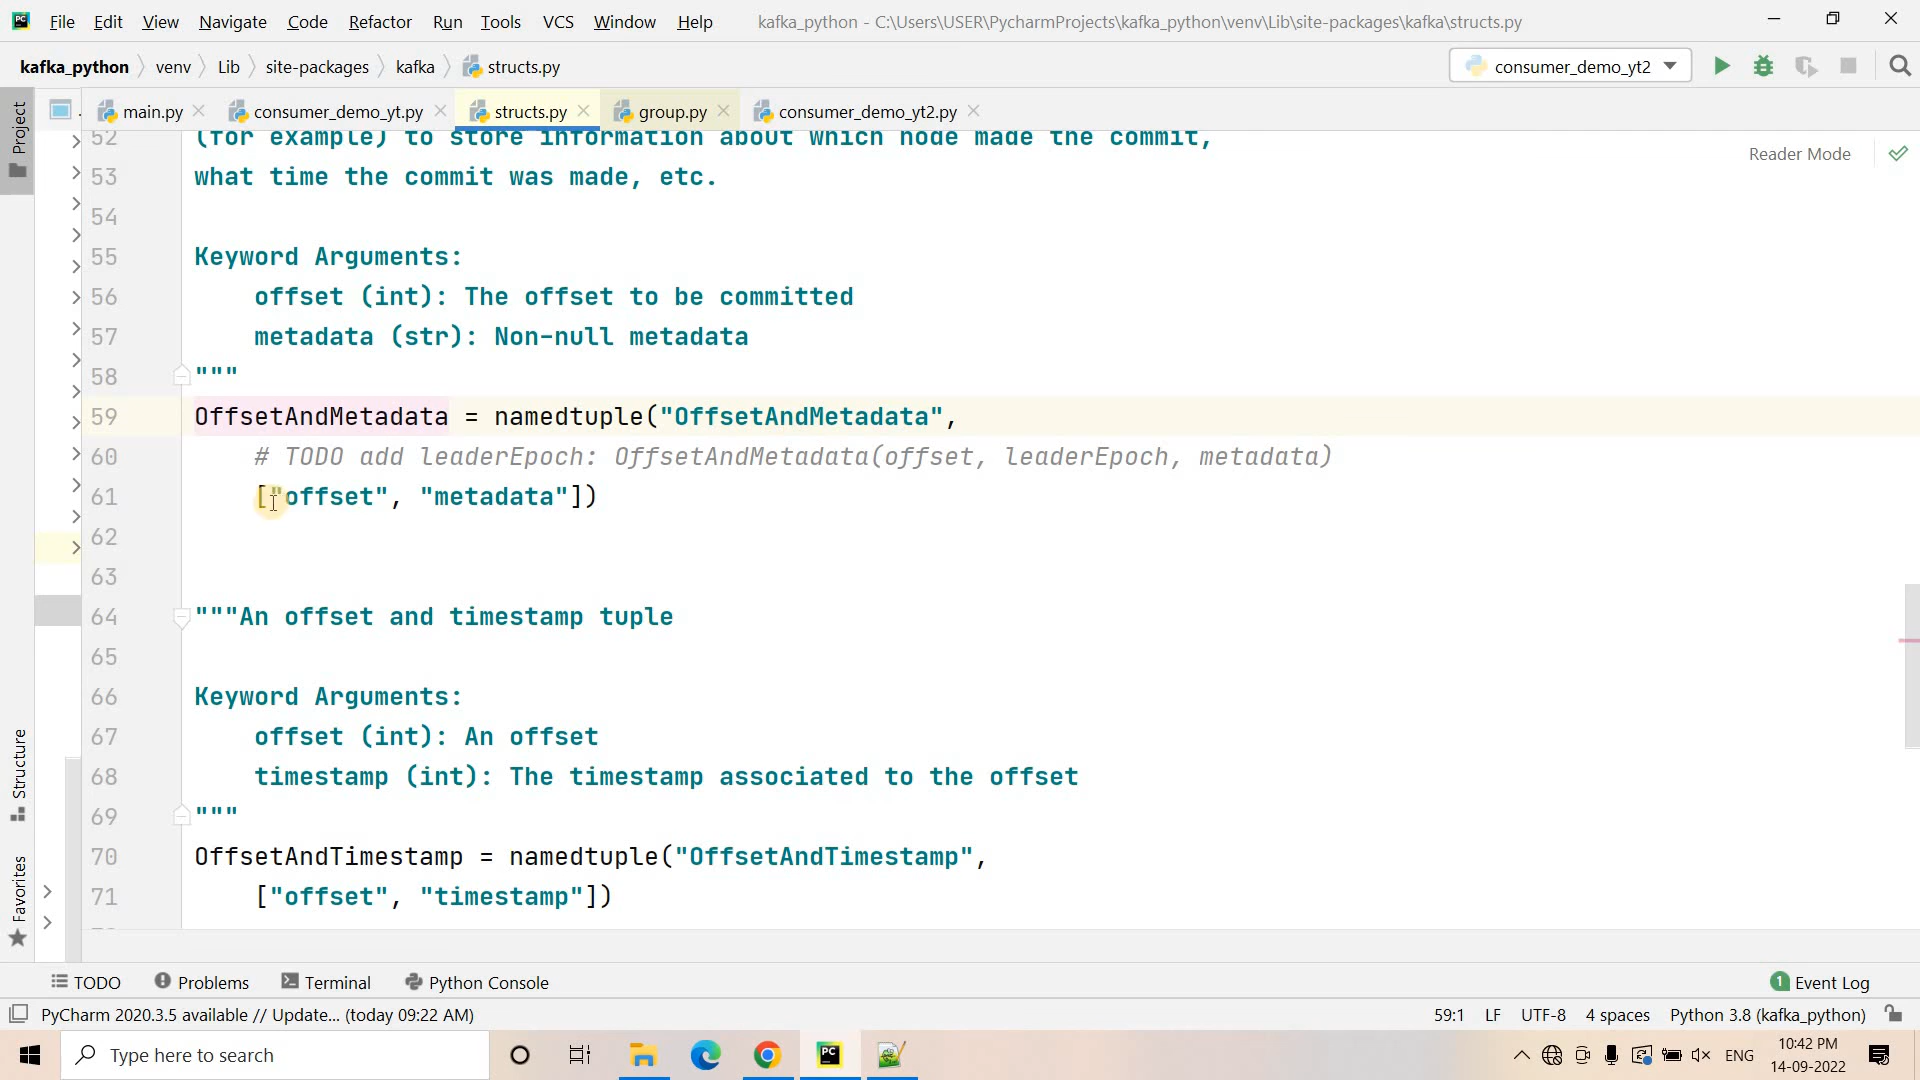 File Edit View Navigate Code Refactor Run Tools VCS Window Help kafka_python - C:\Users\USER\PycharmProjects\kafka_python\venv\Lib\site-packages\kafka\structs.py
kafka_python venv Lib site-packages kafka structs.py consumer_demo_yt2
main.py consumer_demo_yt.py structs.py group.py consumer_demo_yt2.py
Project
Reader Mode
52 (for example) to store information about which node made the commit,
53 what time the commit was made, etc.
54
55 Keyword Arguments:
56 offset (int): The offset to be committed
57 metadata (str): Non-null metadata
58 """
59 OffsetAndMetadata = namedtuple("OffsetAndMetadata",
60 # TODO add leaderEpoch: OffsetAndMetadata(offset, leaderEpoch, metadata)
61 ["offset", "metadata"])
62
63
64 """An offset and timestamp tuple
65
66 Keyword Arguments:
67 offset (int): An offset
68 timestamp (int): The timestamp associated to the offset
69 """
70 OffsetAndTimestamp = namedtuple("OffsetAndTimestamp",
71 ["offset", "timestamp"])
Structure
Favorites
TODO Problems Terminal Python Console 1 Event Log
PyCharm 2020.3.5 available // Update... (today 09:22 AM) 59:1 LF UTF-8 4 spaces Python 3.8 (kafka_python)
Type here to search ENG 10:42 PM
14-09-2022